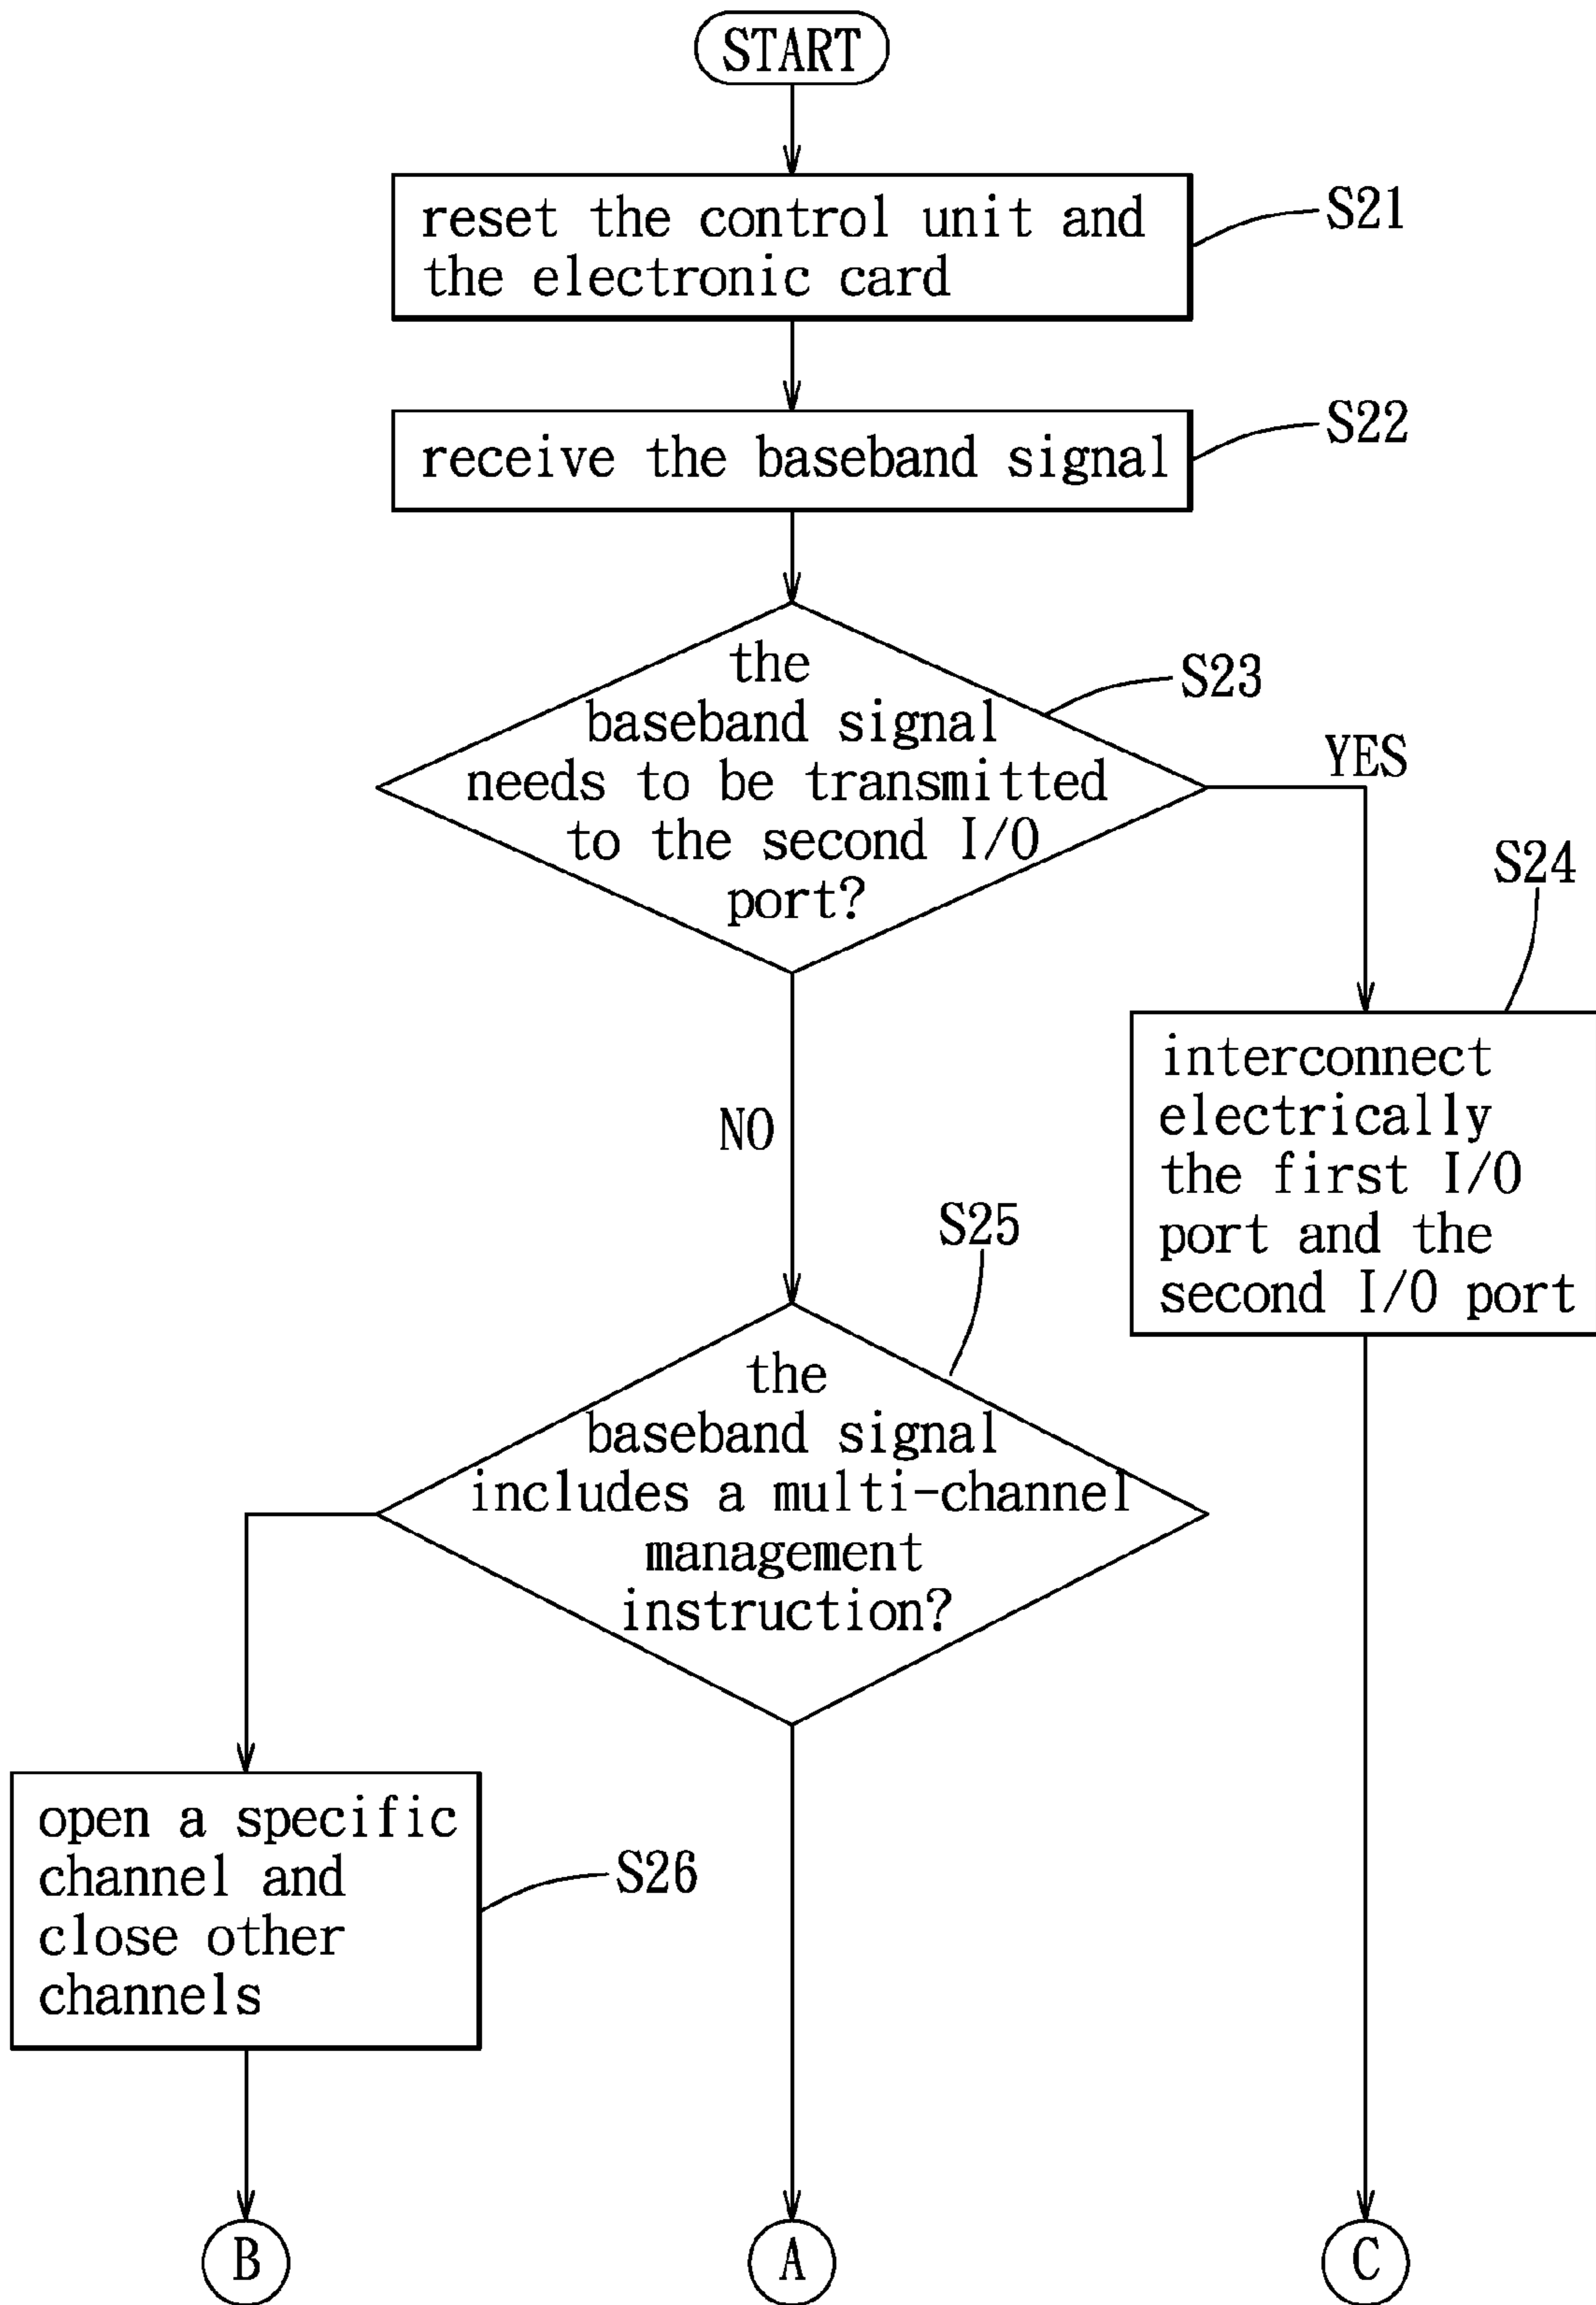 START
reset the control unit and
the electronic card
S21
receive the baseband signal
S22
the
baseband signal
needs to be transmitted
to the second I/O
port?
S23
YES
S24
interconnect
electrically
the first I/O
port and the
second I/O port
NO
S25
the
baseband signal
includes a multi-channel
management
instruction?
open a specific
channel and
close other
channels
S26
B
A
C